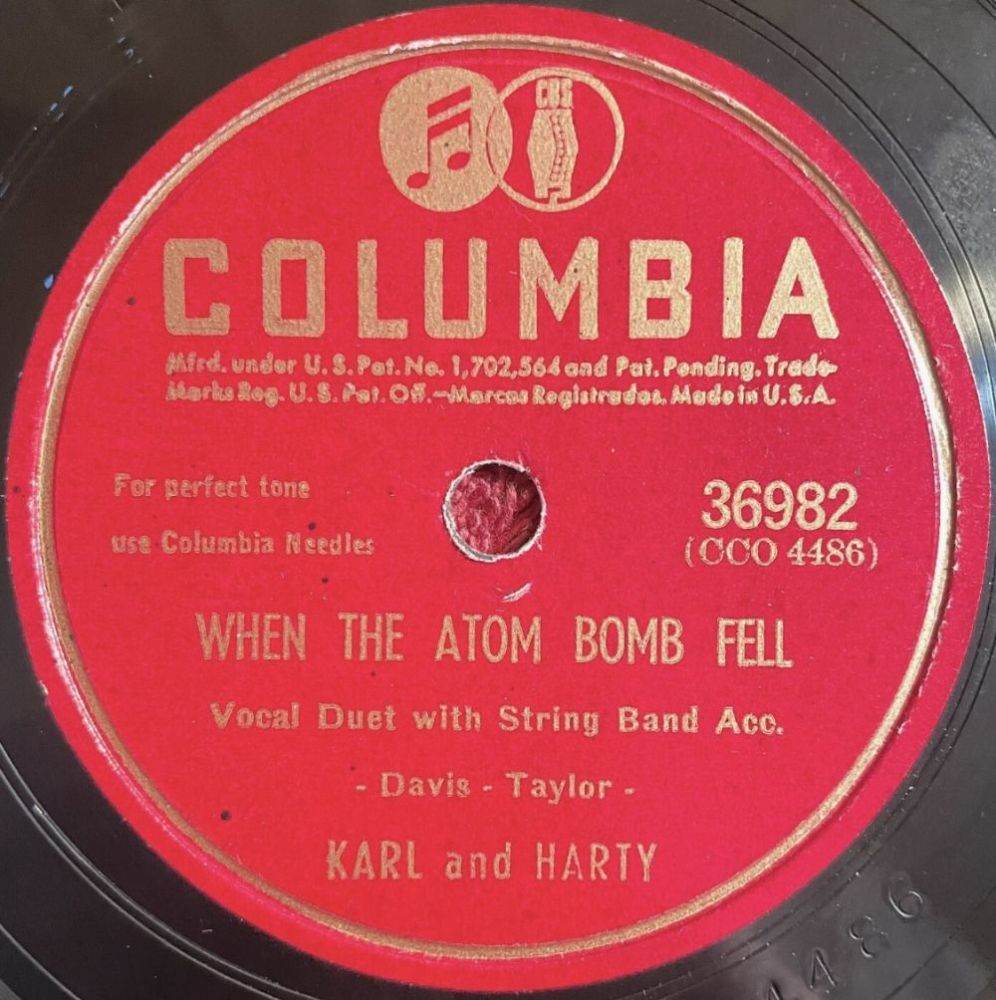 CBS
COLUMBIA
Mfrd. under U. S. Pat. No. 1,702,564 and Pat. Pending. Trade-
Marks Reg. U. S. Pat. Off.—Marcas Registradas. Made in U.S.A.
For perfect tone
use Columbia Needles
36982
(CCO 4486)
WHEN THE ATOM BOMB FELL
Vocal Duet with String Band Acc.
- Davis - Taylor -
KARL and HARTY
4486